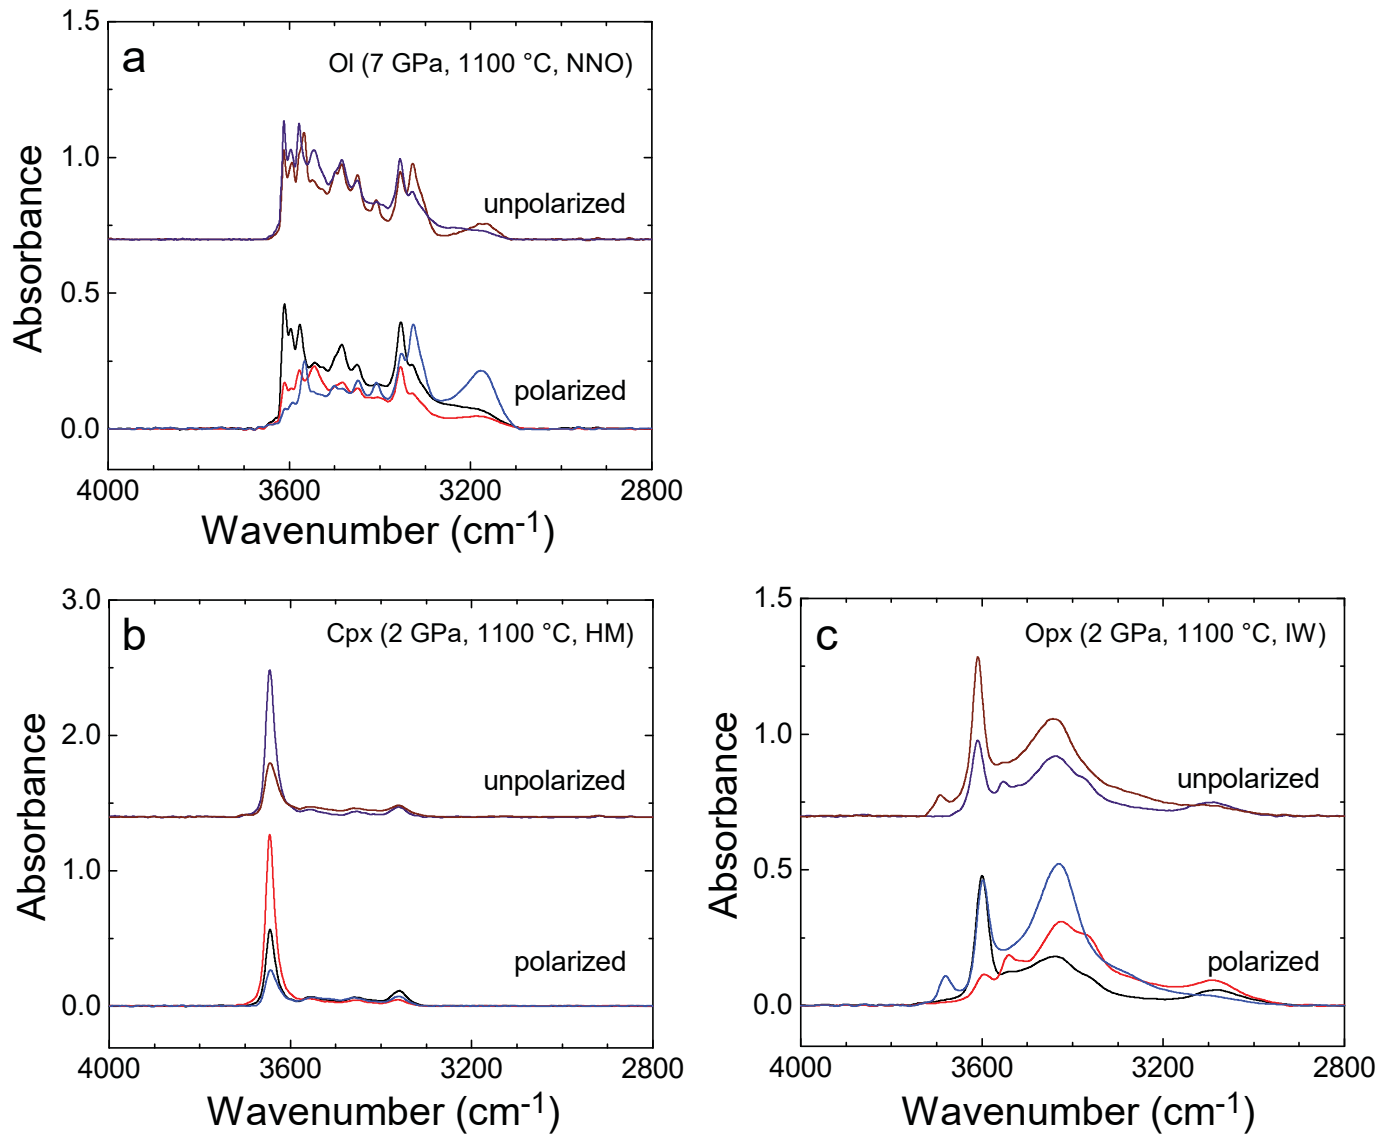 1.5
a
Ol (7 GPa, 1100 °C, NNO)
1.0
unpolarized
0.5
polarized
0.0
Absorbance
4000 3600 3200 2800
Wavenumber (cm-1)
3.0
b
Cpx (2 GPa, 1100 °C, HM)
2.0
unpolarized
1.0
polarized
0.0
Absorbance
4000 3600 3200 2800
Wavenumber (cm-1)
1.5
c
Opx (2 GPa, 1100 °C, IW)
1.0
unpolarized
0.5
polarized
0.0
Absorbance
4000 3600 3200 2800
Wavenumber (cm-1)